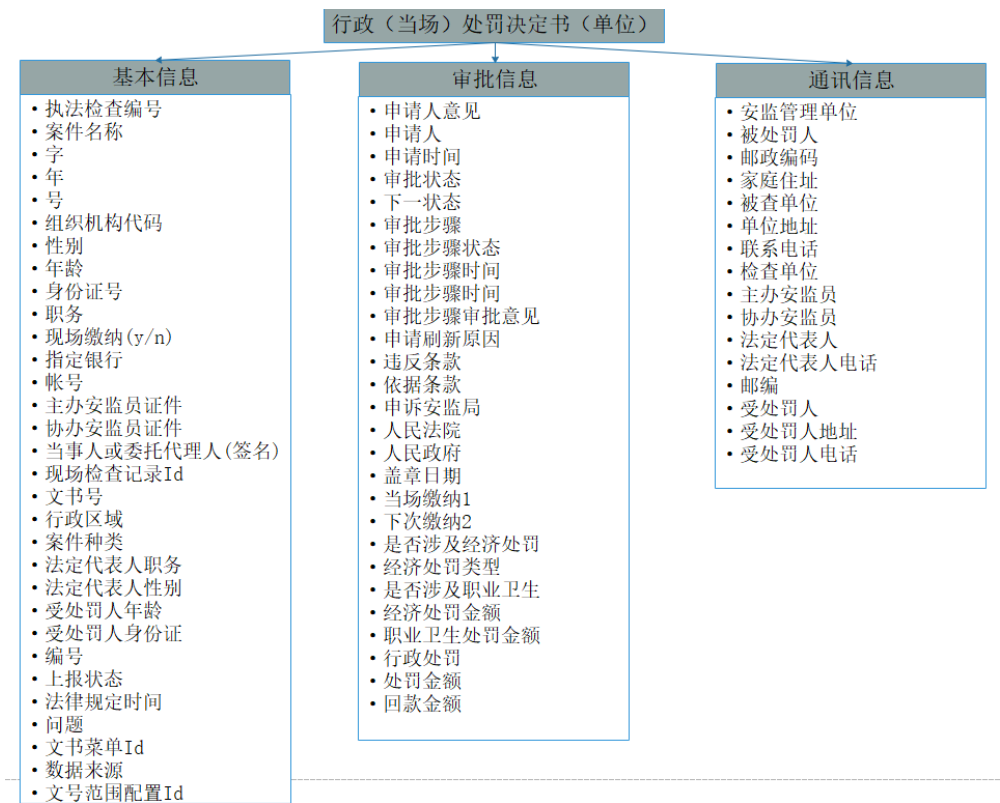 行政（当场）处罚决定书（单位）
基本信息
•执法检查编号
•案件名称
•字
•年
•号
•组织机构代码
•性别
•年龄
•身份证号
•职务
•现场缴纳(y/n)
•指定银行
•帐号
•主办安监员证件
•协办安监员证件
•当事人或委托代理人(签名)
•现场检查记录Id
•文书号
•行政区域
•案件种类
•法定代表人职务
•法定代表人性别
•受处罚人年龄
•受处罚人身份证
•编号
•上报状态
•法律规定时间
•问题
•文书菜单Id
•数据来源
•文号范围配置Id
审批信息
•申请人意见
•申请人
•申请时间
•审批状态
•下一状态
•审批步骤
•审批步骤状态
•审批步骤时间
•审批步骤时间
•审批步骤审批意见
•申请刷新原因
•违反条款
•依据条款
•申诉安监局
•人民法院
•人民政府
•盖章日期
•当场缴纳1
•下次缴纳2
•是否涉及经济处罚
•经济处罚类型
•是否涉及职业卫生
•经济处罚金额
•职业卫生处罚金额
•行政处罚
•处罚金额
•回款金额
通讯信息
•安监管理单位
•被处罚人
•邮政编码
•家庭住址
•被查单位
•单位地址
•联系电话
•检查单位
•主办安监员
•协办安监员
•法定代表人
•法定代表人电话
•邮编
•受处罚人
•受处罚人地址
•受处罚人电话